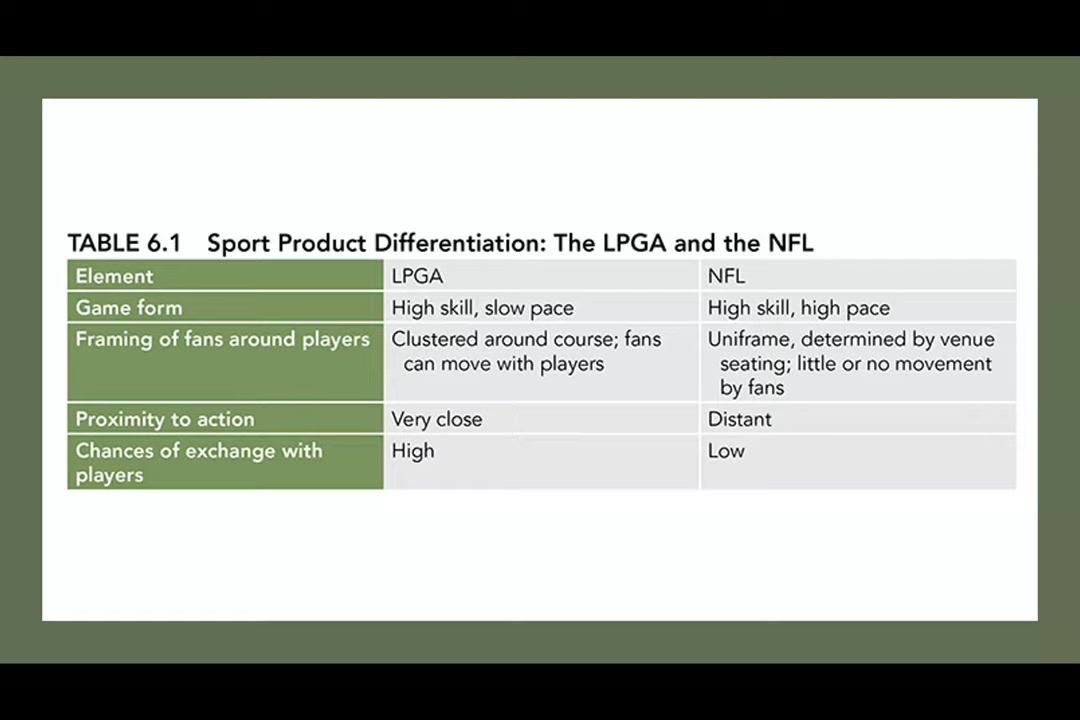 TABLE 6.1 Sport Product Differentiation: The LPGA and the NFL
Element LPGA NFL
Game form High skill, slow pace High skill, high pace
Framing of fans around players Clustered around course; fans Uniframe, determined by venue
can move with players seating; little or no movement
by fans
Proximity to action Very close Distant
Chances of exchange with High Low
players